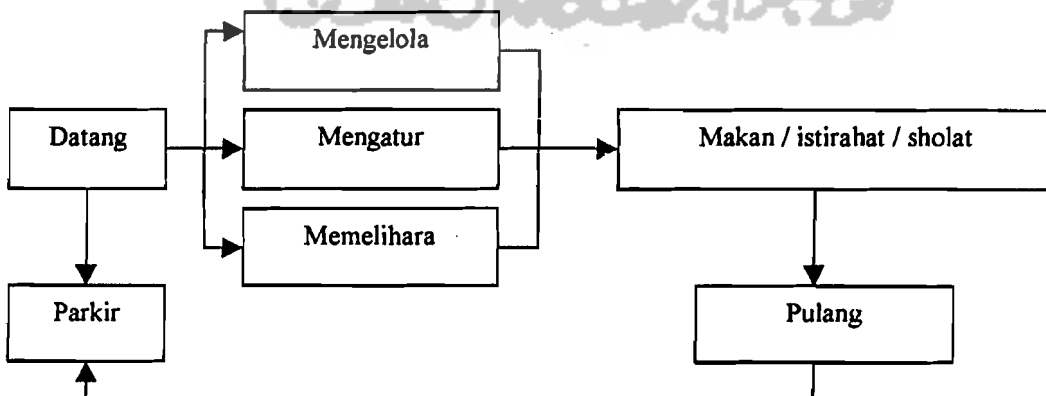 Mengelola
Datang
Mengatur
Makan / istirahat / sholat
Memelihara
Parkir
Pulang